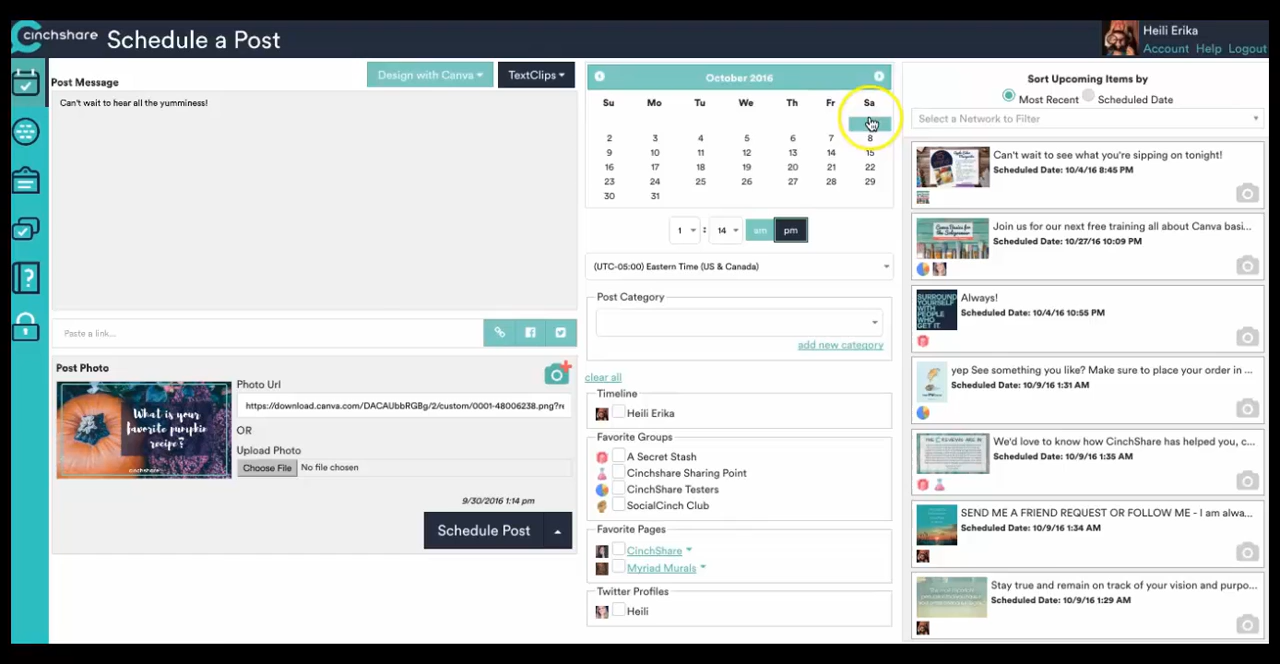 cinchshare
Schedule a Post
Heili Erika
Account Help Logout
Post Message
Design with Canva
TextClips
Can't wait to hear all the yumminess!
Paste a link...
Post Photo
What is your
favorite pumpkin
recipe?
cinchshare
Photo Url
https://download.canva.com/DACAUbbRGBg/2/custom/0001-48006238.png?re
OR
Upload Photo
Choose File No file chosen
9/30/2016 1:14 pm
Schedule Post
October 2016
Su Mo Tu We Th Fr Sa
2 3 4 5 6 7 8
9 10 11 12 13 14 15
16 17 18 19 20 21 22
23 24 25 26 27 28 29
30 31
1 : 14 am pm
(UTC-05:00) Eastern Time (US & Canada)
Post Category
add new category
clear all
Timeline
Heili Erika
Favorite Groups
A Secret Stash
Cinchshare Sharing Point
CinchShare Testers
SocialCinch Club
Favorite Pages
CinchShare
Myriad Murals
Twitter Profiles
Heili
Sort Upcoming Items by
Most Recent Scheduled Date
Select a Network to Filter
Can't wait to see what you're sipping on tonight!
Scheduled Date: 10/4/16 8:45 PM
Join us for our next free training all about Canva basi...
Scheduled Date: 10/27/16 10:09 PM
SURROUND
YOURSELF
WITH
PEOPLE
WHO
GET IT.
Always!
Scheduled Date: 10/4/16 10:55 PM
yep See something you like? Make sure to place your order in ...
Scheduled Date: 10/9/16 1:31 AM
We'd love to know how CinchShare has helped you, c...
Scheduled Date: 10/9/16 1:35 AM
SEND ME A FRIEND REQUEST OR FOLLOW ME - I am alwa...
Scheduled Date: 10/9/16 1:34 AM
Stay true and remain on track of your vision and purpo...
Scheduled Date: 10/9/16 1:29 AM